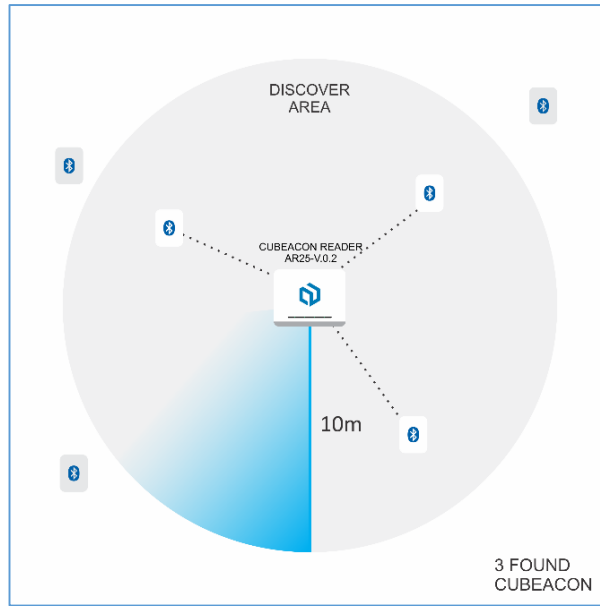 DISCOVER
AREA
CUBEACON READER
AR25-V.0.2
10m
3 FOUND
CUBEACON